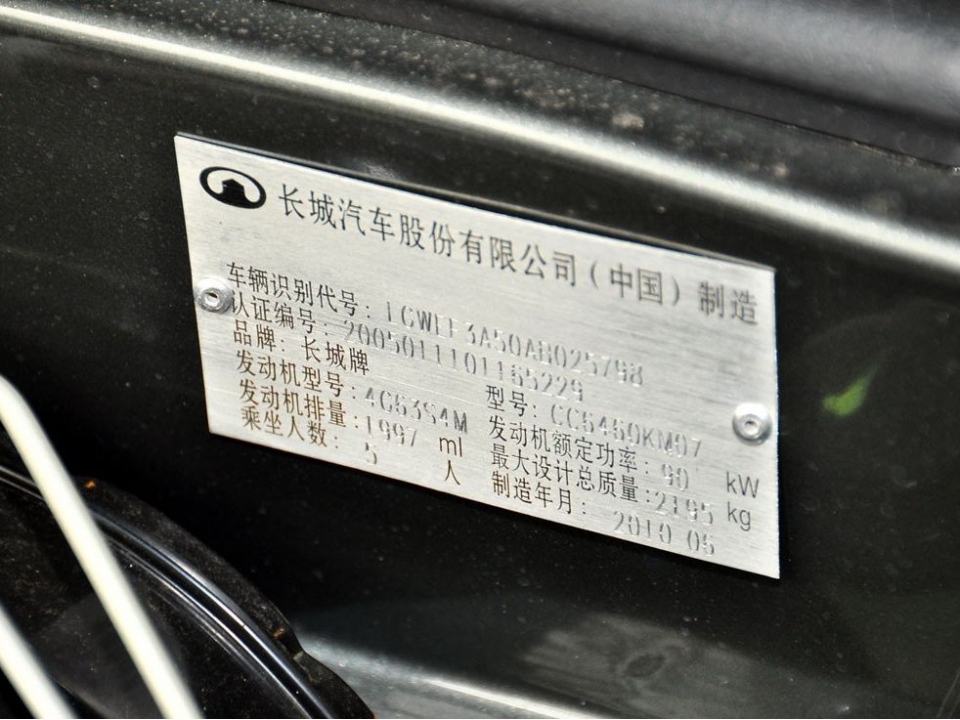 长城汽车股份有限公司(中国)制造
车辆识别代号: LGWFF3A50AB025798
认证编号: 2005011101165229
品牌: 长城牌 型号: CC6460KM07
发动机型号: 4G63S4M 发动机额定功率: 90 kW
发动机排量: 1997 ml 最大设计总质量: 2195 kg
乘坐人数: 5 人 制造年月: 2010 06